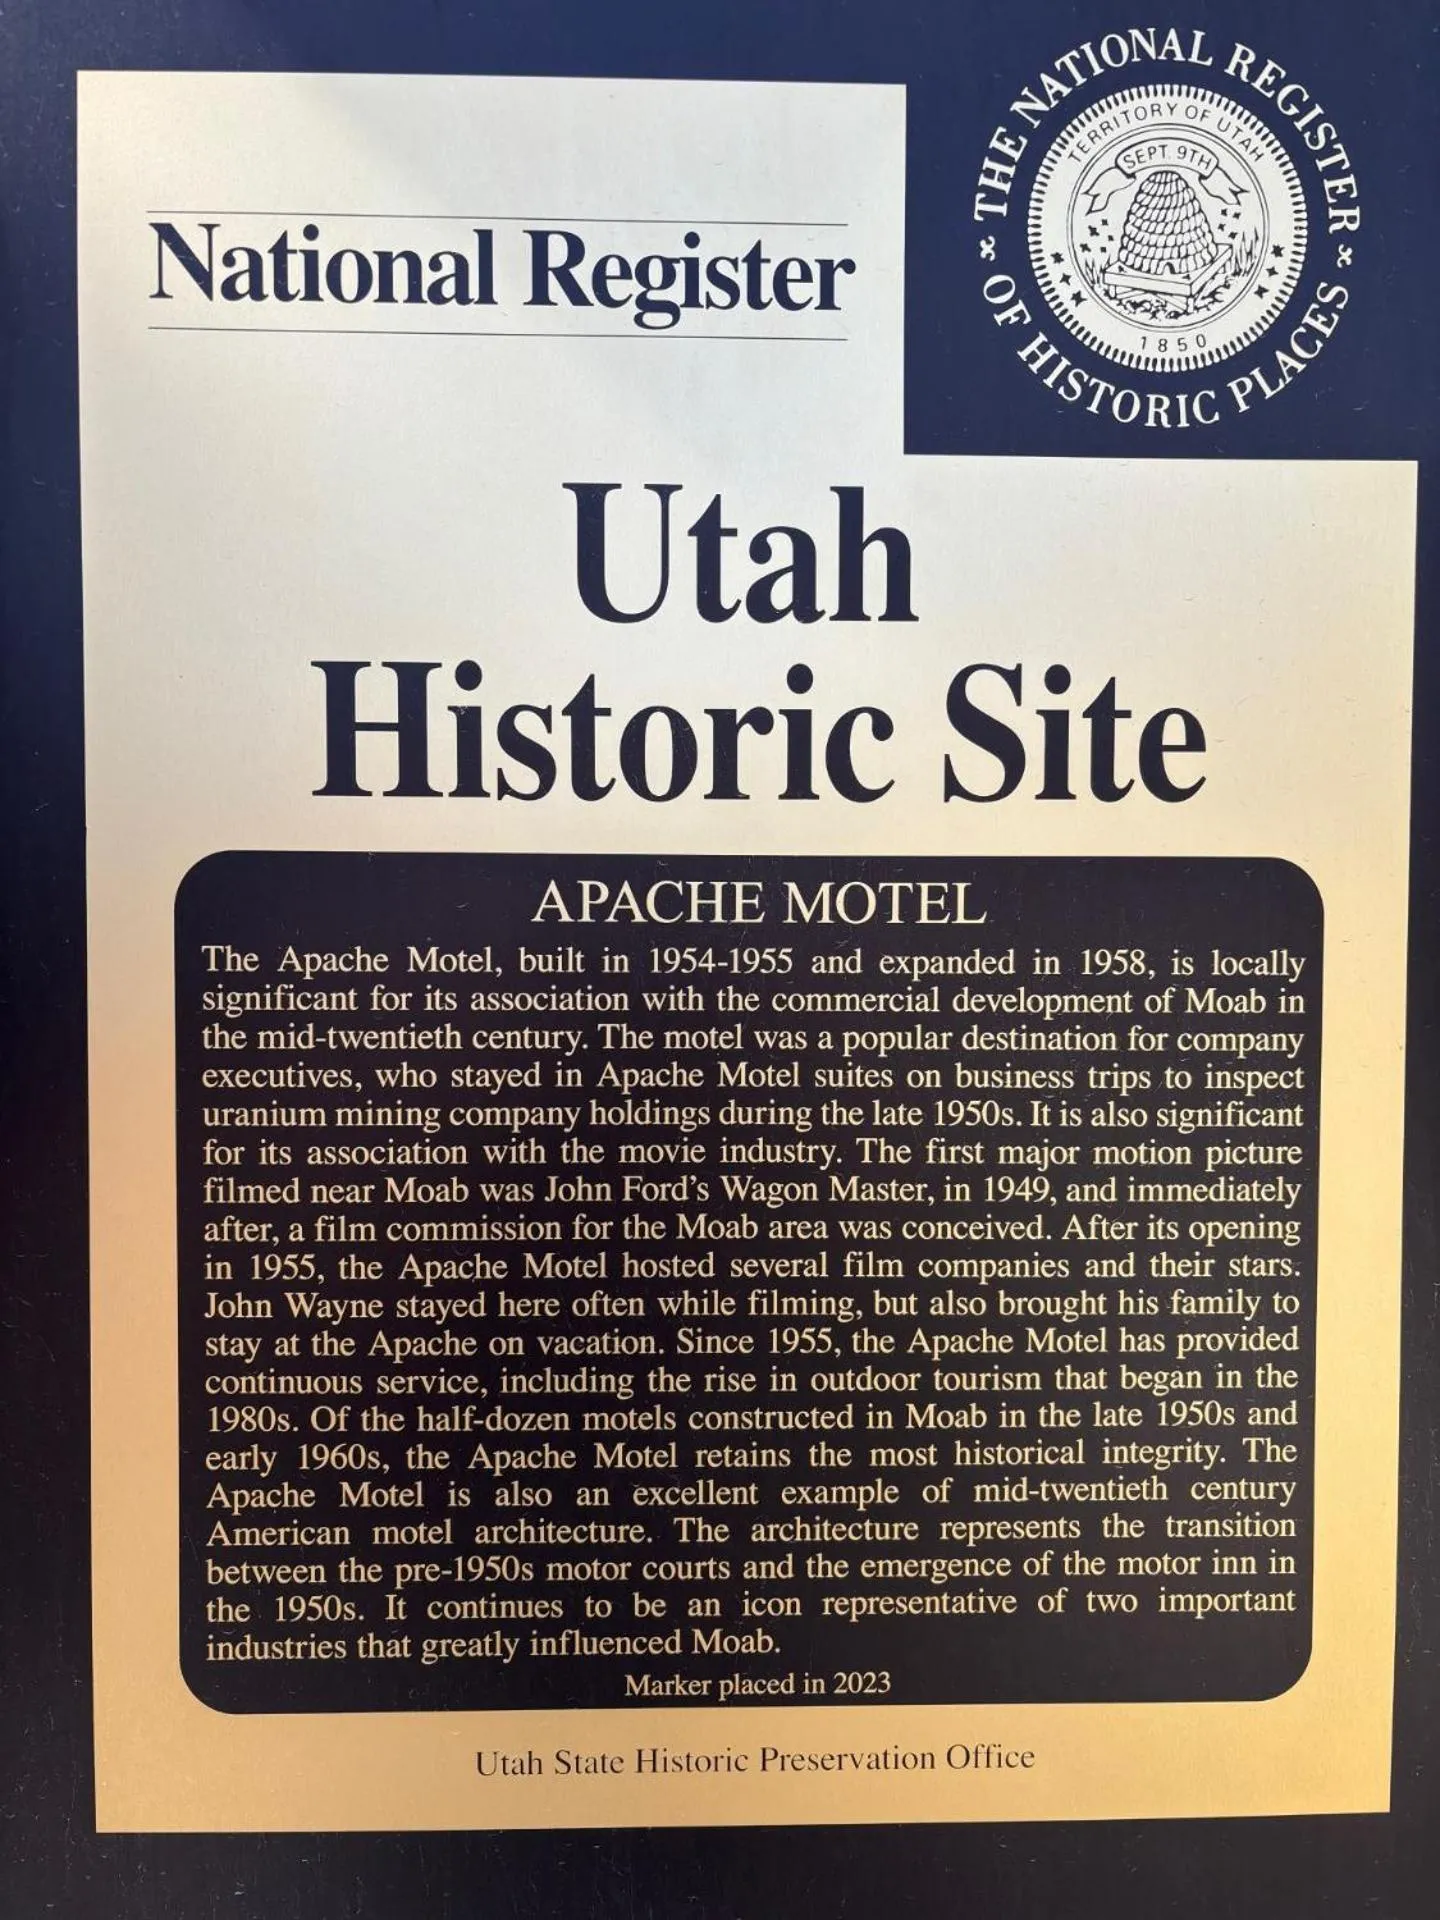 THE NATIONAL REGISTER
OF HISTORIC PLACES
TERRITORY OF UTAH
SEPT. 9TH
1850
National Register
Utah
Historic Site
APACHE MOTEL
The Apache Motel, built in 1954-1955 and expanded in 1958, is locally
significant for its association with the commercial development of Moab in
the mid-twentieth century. The motel was a popular destination for company
executives, who stayed in Apache Motel suites on business trips to inspect
uranium mining company holdings during the late 1950s. It is also significant
for its association with the movie industry. The first major motion picture
filmed near Moab was John Ford's Wagon Master, in 1949, and immediately
after, a film commission for the Moab area was conceived. After its opening
in 1955, the Apache Motel hosted several film companies and their stars.
John Wayne stayed here often while filming, but also brought his family to
stay at the Apache on vacation. Since 1955, the Apache Motel has provided
continuous service, including the rise in outdoor tourism that began in the
1980s. Of the half-dozen motels constructed in Moab in the late 1950s and
early 1960s, the Apache Motel retains the most historical integrity. The
Apache Motel is also an excellent example of mid-twentieth century
American motel architecture. The architecture represents the transition
between the pre-1950s motor courts and the emergence of the motor inn in
the 1950s. It continues to be an icon representative of two important
industries that greatly influenced Moab.
Marker placed in 2023
Utah State Historic Preservation Office